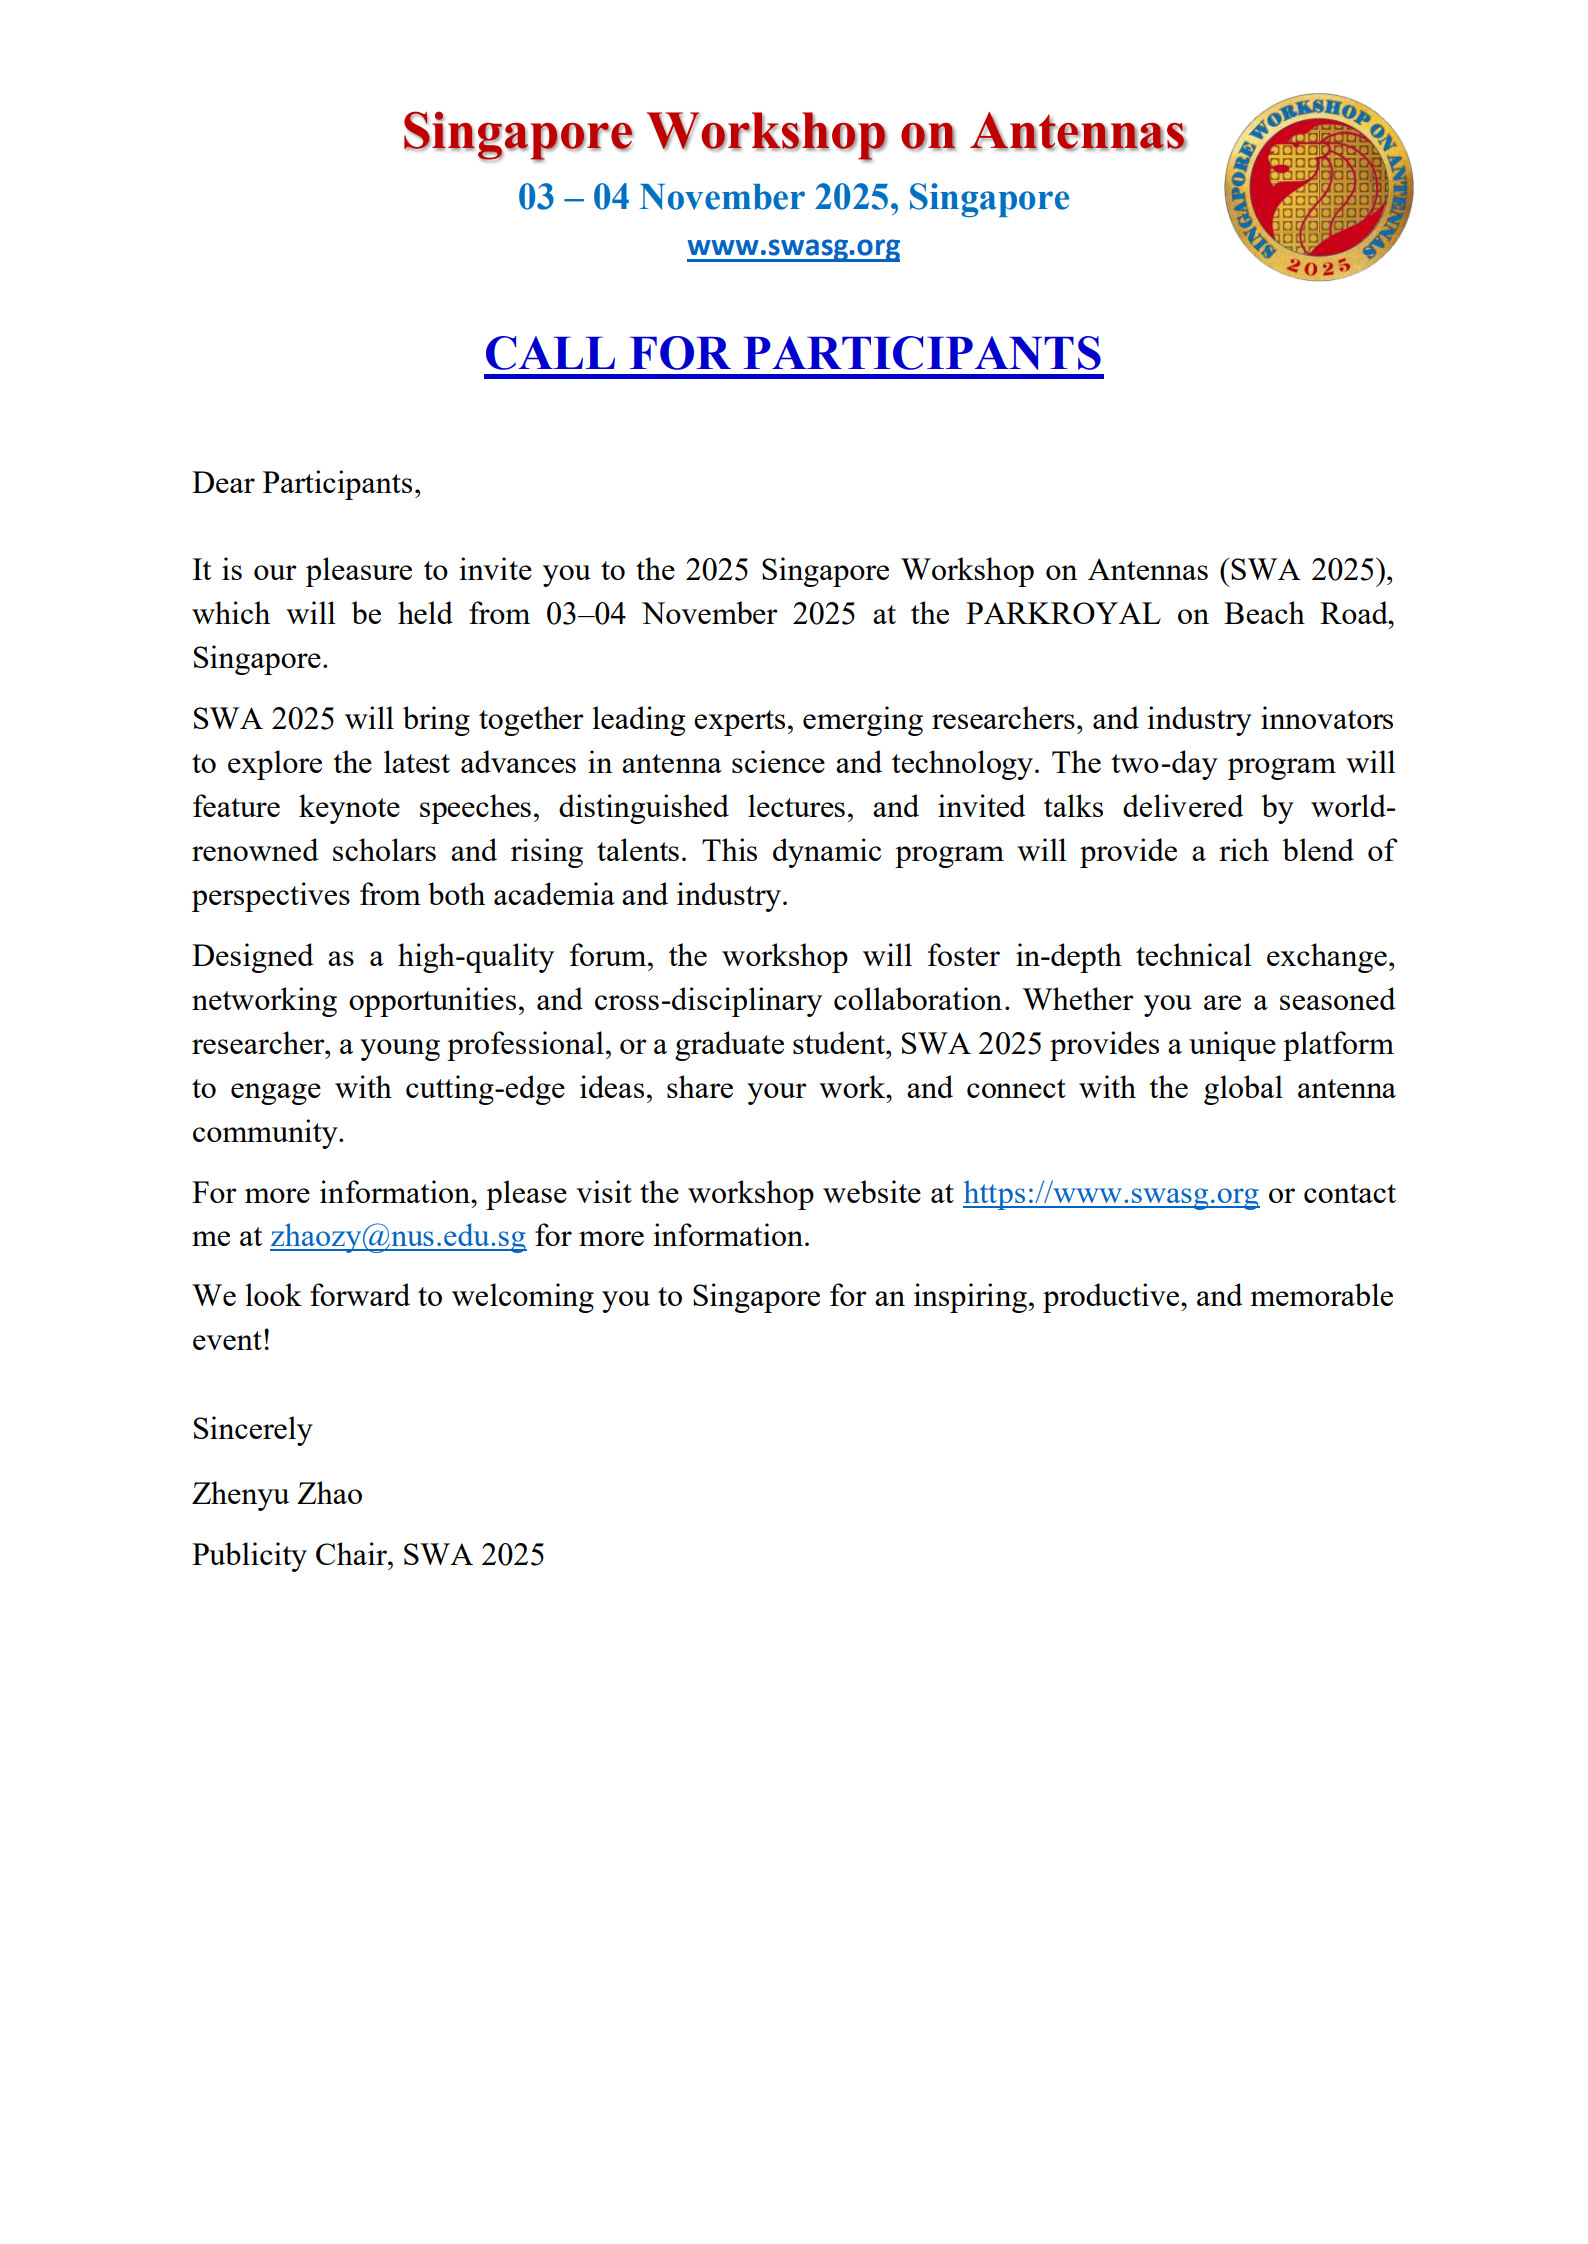 Singapore Workshop on Antennas
03 – 04 November 2025, Singapore
www.swasg.org
SINGAPORE WORKSHOP ON ANTENNAS
2025
CALL FOR PARTICIPANTS
Dear Participants,
It is our pleasure to invite you to the 2025 Singapore Workshop on Antennas (SWA 2025),
which will be held from 03–04 November 2025 at the PARKROYAL on Beach Road,
Singapore.
SWA 2025 will bring together leading experts, emerging researchers, and industry innovators
to explore the latest advances in antenna science and technology. The two-day program will
feature keynote speeches, distinguished lectures, and invited talks delivered by world-
renowned scholars and rising talents. This dynamic program will provide a rich blend of
perspectives from both academia and industry.
Designed as a high-quality forum, the workshop will foster in-depth technical exchange,
networking opportunities, and cross-disciplinary collaboration. Whether you are a seasoned
researcher, a young professional, or a graduate student, SWA 2025 provides a unique platform
to engage with cutting-edge ideas, share your work, and connect with the global antenna
community.
For more information, please visit the workshop website at https://www.swasg.org or contact
me at zhaozy@nus.edu.sg for more information.
We look forward to welcoming you to Singapore for an inspiring, productive, and memorable
event!
Sincerely
Zhenyu Zhao
Publicity Chair, SWA 2025